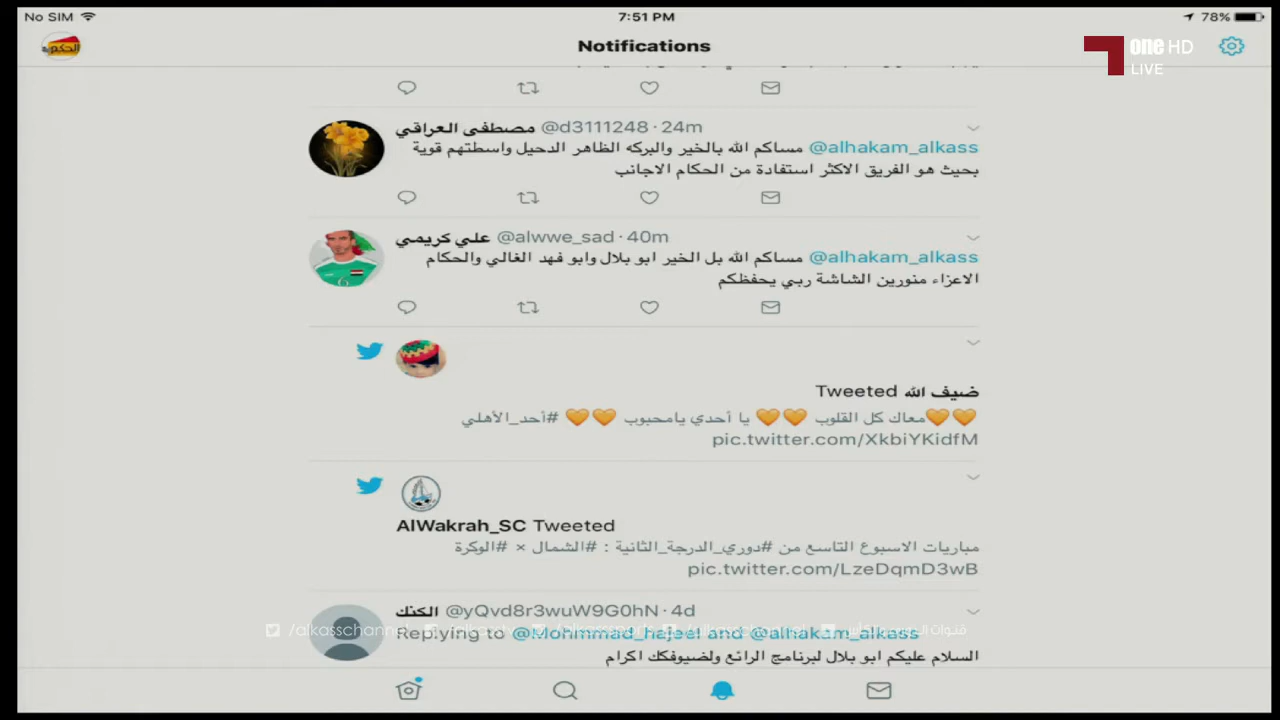 No SIM 7:51 PM 78%
الحكم
Notifications
one HD
LIVE
مصطفى العراقي @d3111248 · 24m
@alhakam_alkass مساكم الله بالخير والبركه الظاهر الدحيل واسطتهم قوية
بحيث هو الفريق الاكثر استفادة من الحكام الاجانب
علي كريمي @alwwe_sad · 40m
@alhakam_alkass مساكم الله بل الخير ابو بلال وابو فهد الغالي والحكام
الاعزاء منورين الشاشة ربي يحفظكم
ضيف الله Tweeted
🧡🧡معاك كل القلوب 🧡🧡 يا أحدي يامحبوب 🧡🧡 #أحد_الأهلي
pic.twitter.com/XkbiYKidfM
AlWakrah_SC Tweeted
مباريات الاسبوع التاسع من #دوري_الدرجة_الثانية : #الشمال × #الوكرة
pic.twitter.com/LzeDqmD3wB
الكنك @yQvd8r3wuW9G0hN · 4d
Replying to @Mohmmad_hajeel and @alhakam_alkass
/alkasschannel
السلام عليكم ابو بلال لبرنامج الرائع ولضيوفكك اكرام